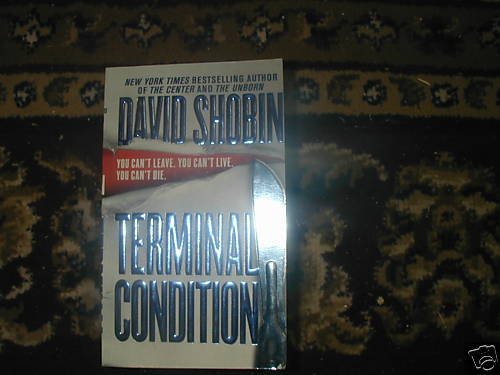 NEW YORK TIMES BESTSELLING AUTHOR
OF THE CENTER AND THE UNBORN
DAVID SHOBIN
YOU CAN'T LEAVE. YOU CAN'T LIVE.
YOU CAN'T DIE.
TERMINAL
CONDITION